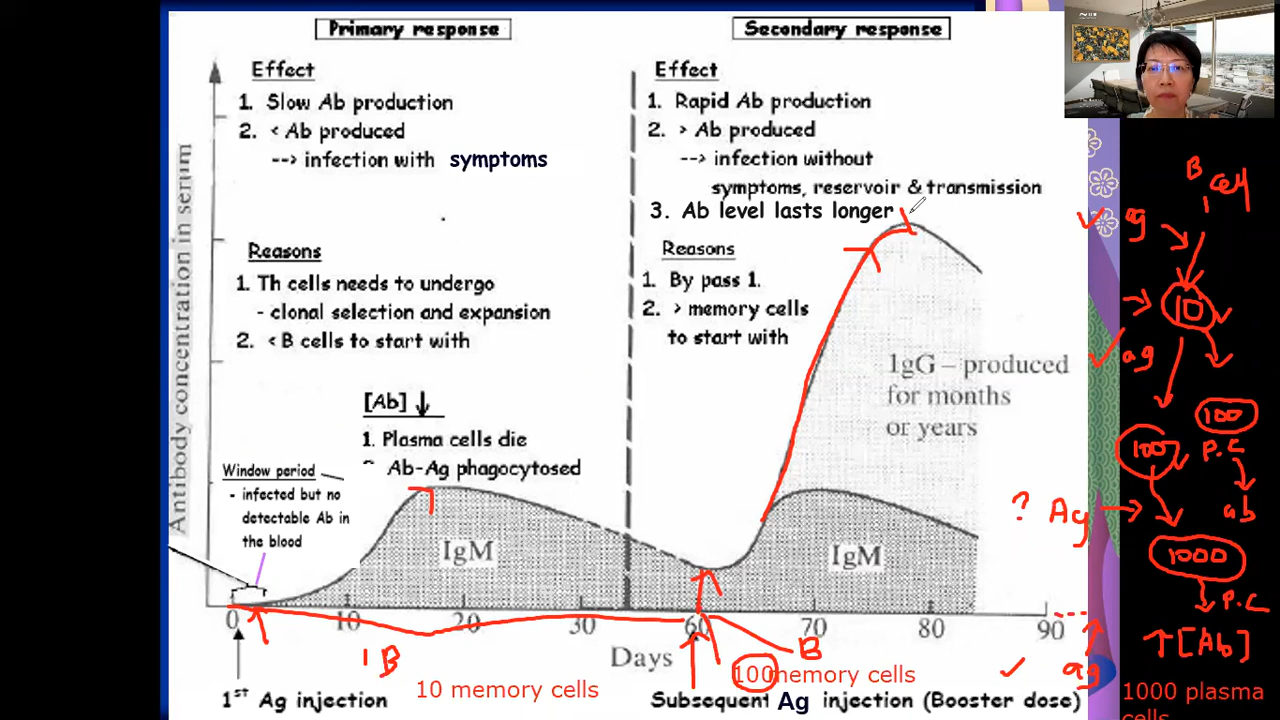 Primary response
Effect
1. Slow Ab production
2. < Ab produced
--> infection with symptoms
Reasons
1. Th cells needs to undergo
- clonal selection and expansion
2. < B cells to start with
[Ab] ↓
1. Plasma cells die
Ab-Ag phagocytosed
Window period
- infected but no
detectable Ab in
the blood
Antibody concentration in serum
IgM
Secondary response
Effect
1. Rapid Ab production
2. > Ab produced
--> infection without
symptoms, reservoir & transmission
3. Ab level lasts longer
Reasons
1. By pass 1.
2. > memory cells
to start with
1gG – produced
for months
or years
IgM
0 10 20 30 60 70 80 90
Days
1 B
B
10 memory cells
100 memory cells
1st Ag injection
Subsequent Ag injection (Booster dose)
B cell
1
ag
10
ag
100
100
P.C
? Ag
ab
1000
P.C
↑ [Ab]
ag
1000 plasma
cells